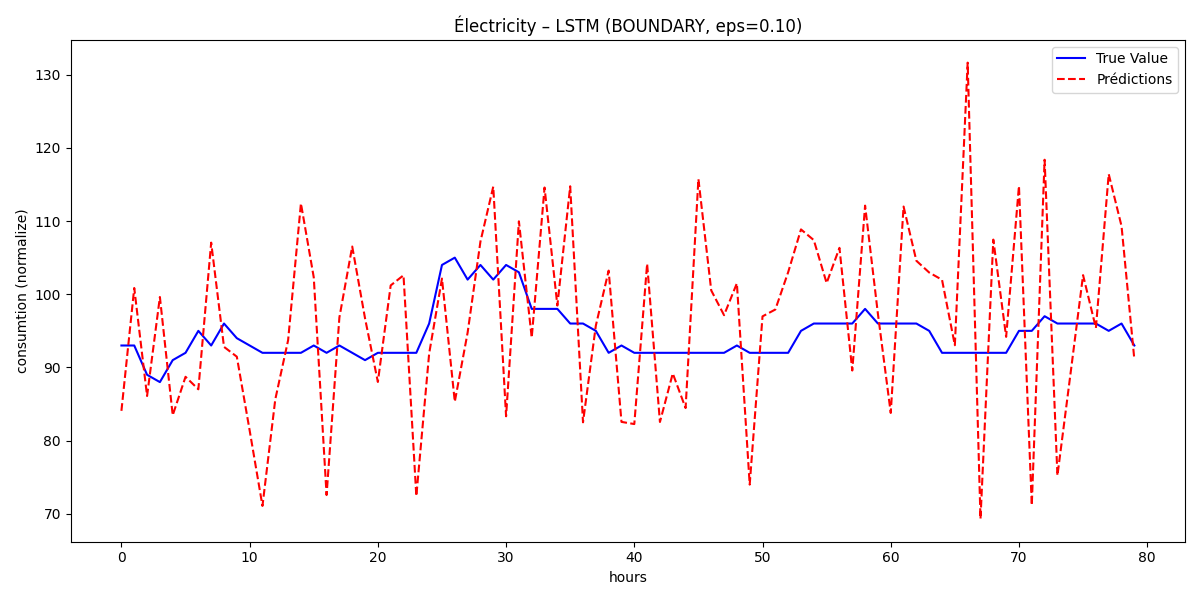 Électricity – LSTM (BOUNDARY, eps=0.10)
True Value
Prédictions
consumtion (normalize)
130
120
110
100
90
80
70
0 10 20 30 40 50 60 70 80
hours